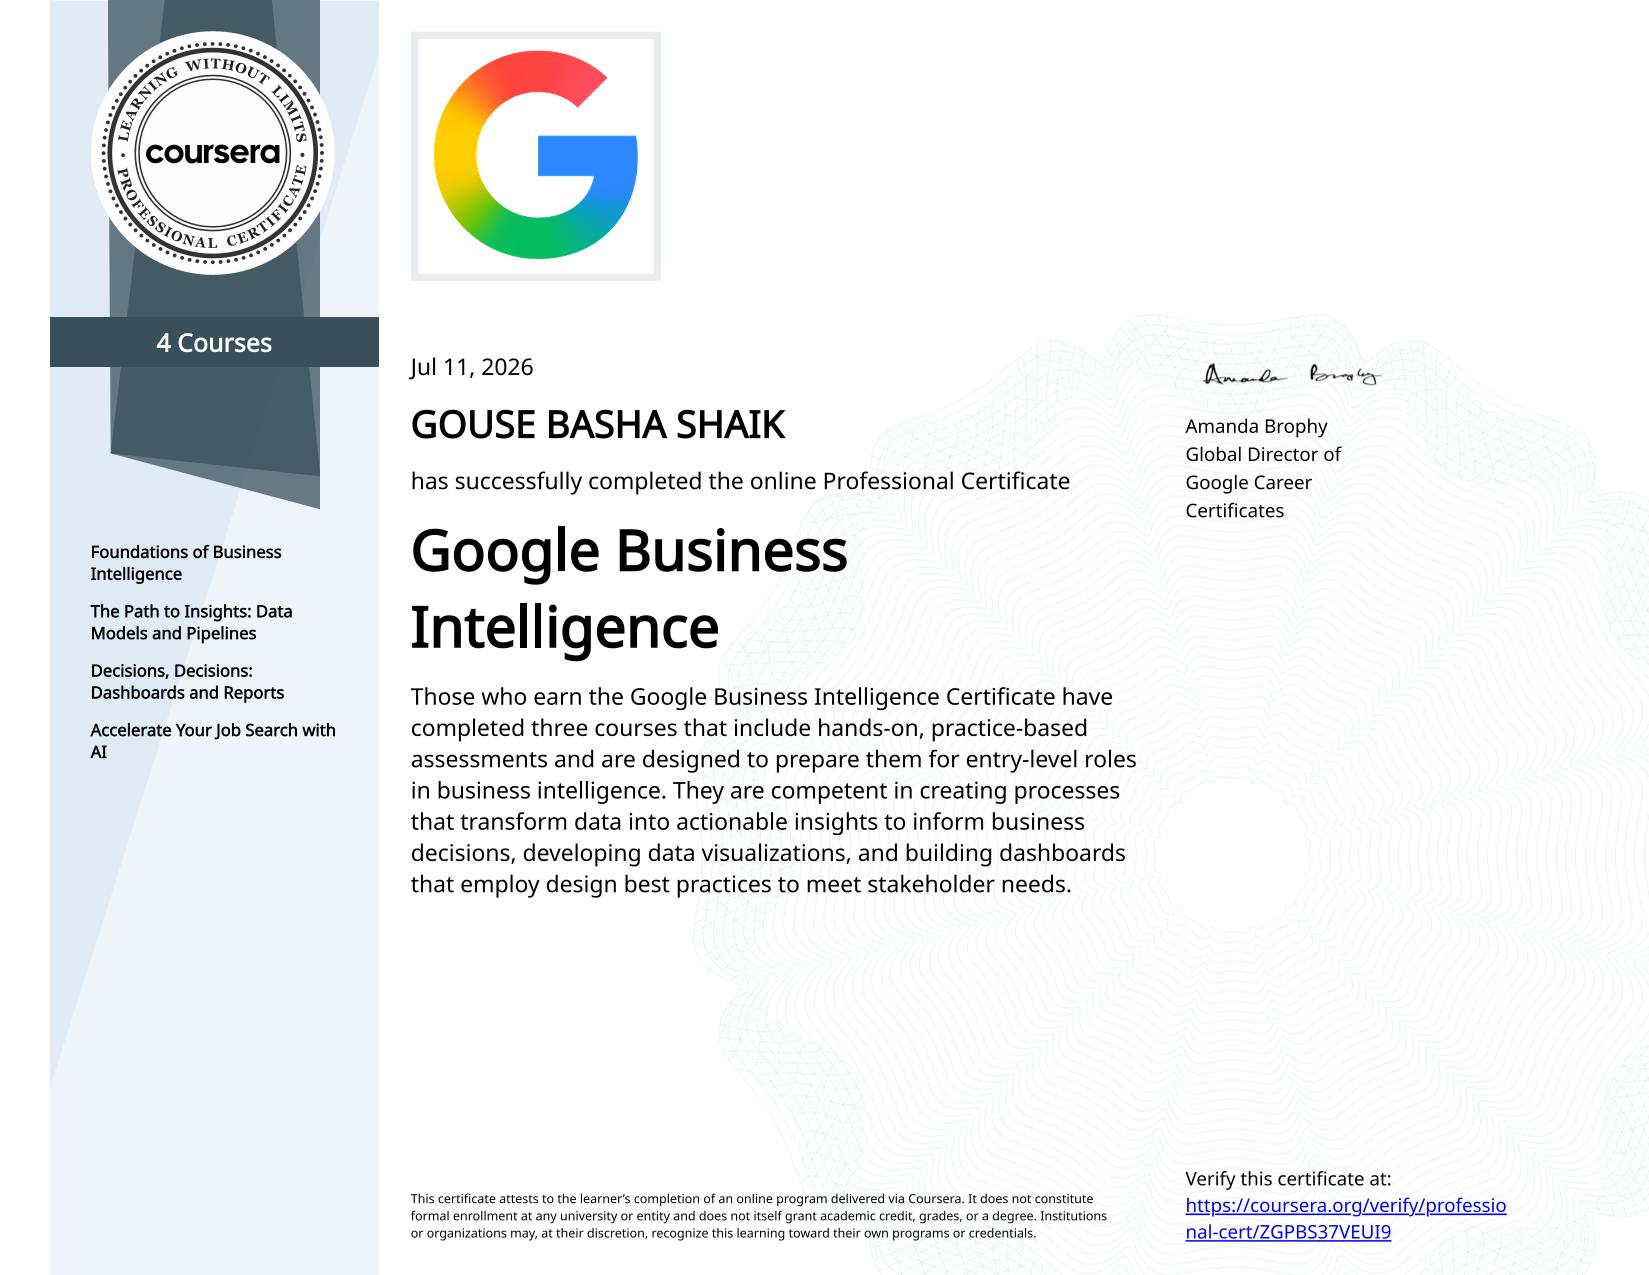 LEARNING WITHOUT LIMITS
coursera
PROFESSIONAL CERTIFICATE
4 Courses
Foundations of Business
Intelligence
The Path to Insights: Data
Models and Pipelines
Decisions, Decisions:
Dashboards and Reports
Accelerate Your Job Search with
AI
G
Jul 11, 2026
GOUSE BASHA SHAIK
has successfully completed the online Professional Certificate
Google Business
Intelligence
Those who earn the Google Business Intelligence Certificate have
completed three courses that include hands-on, practice-based
assessments and are designed to prepare them for entry-level roles
in business intelligence. They are competent in creating processes
that transform data into actionable insights to inform business
decisions, developing data visualizations, and building dashboards
that employ design best practices to meet stakeholder needs.
Amanda Brophy
Amanda Brophy
Global Director of
Google Career
Certificates
This certificate attests to the learner’s completion of an online program delivered via Coursera. It does not constitute
formal enrollment at any university or entity and does not itself grant academic credit, grades, or a degree. Institutions
or organizations may, at their discretion, recognize this learning toward their own programs or credentials.
Verify this certificate at:
https://coursera.org/verify/professio
nal-cert/ZGPBS37VEUI9